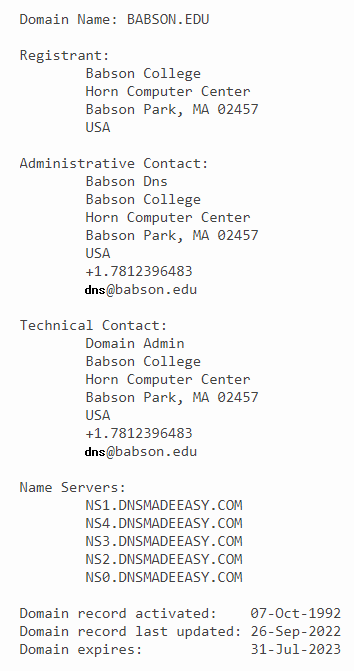 Domain Name: BABSON.EDU
Registrant:
Babson College
Horn Computer Center
Babson Park, MA 02457
USA
Administrative Contact:
Babson Dns
Babson College
Horn Computer Center
Babson Park, MA 02457
USA
+1.7812396483
dns@babson.edu
Technical Contact:
Domain Admin
Babson College
Horn Computer Center
Babson Park, MA 02457
USA
+1.7812396483
dns@babson.edu
Name Servers:
NS1.DNSMADEEASY.COM
NS4.DNSMADEEASY.COM
NS3.DNSMADEEASY.COM
NS2.DNSMADEEASY.COM
NS0.DNSMADEEASY.COM
Domain record activated: 07-Oct-1992
Domain record last updated: 26-Sep-2022
Domain expires: 31-Jul-2023